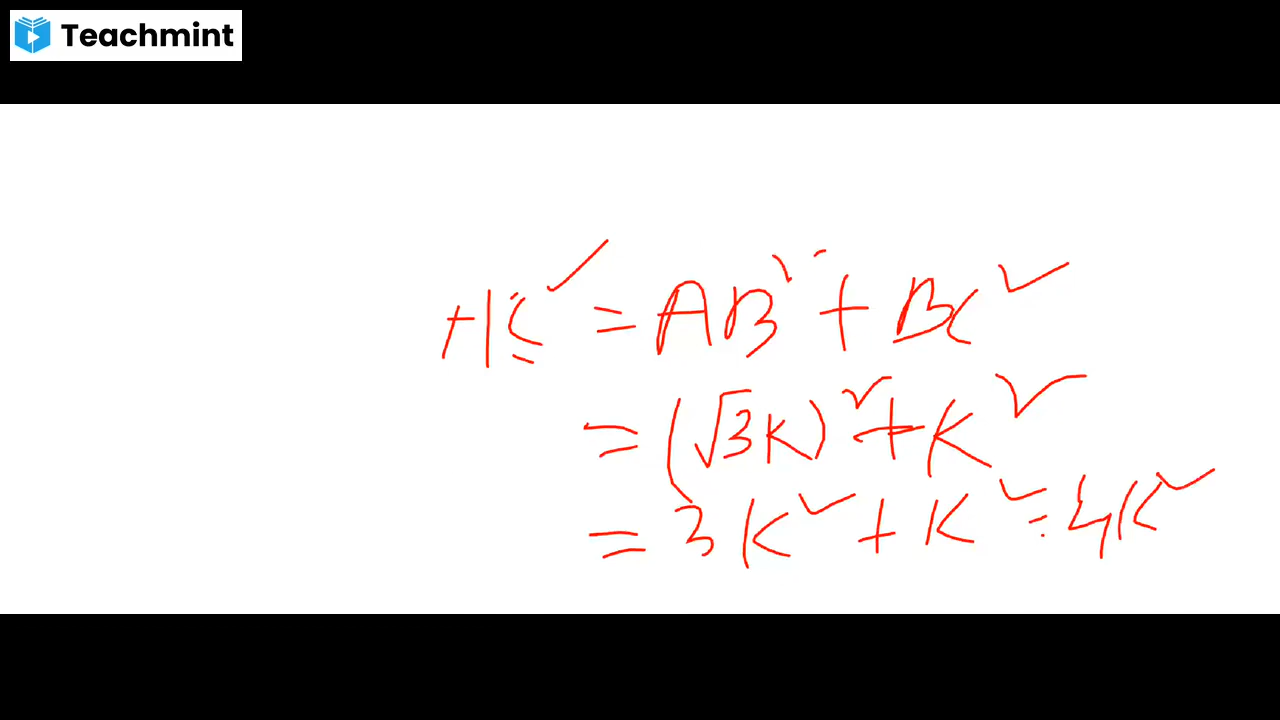 Teachmint
AC² = AB² + BC²
= (√3K)² + K²
= 3K² + K² = 4K²